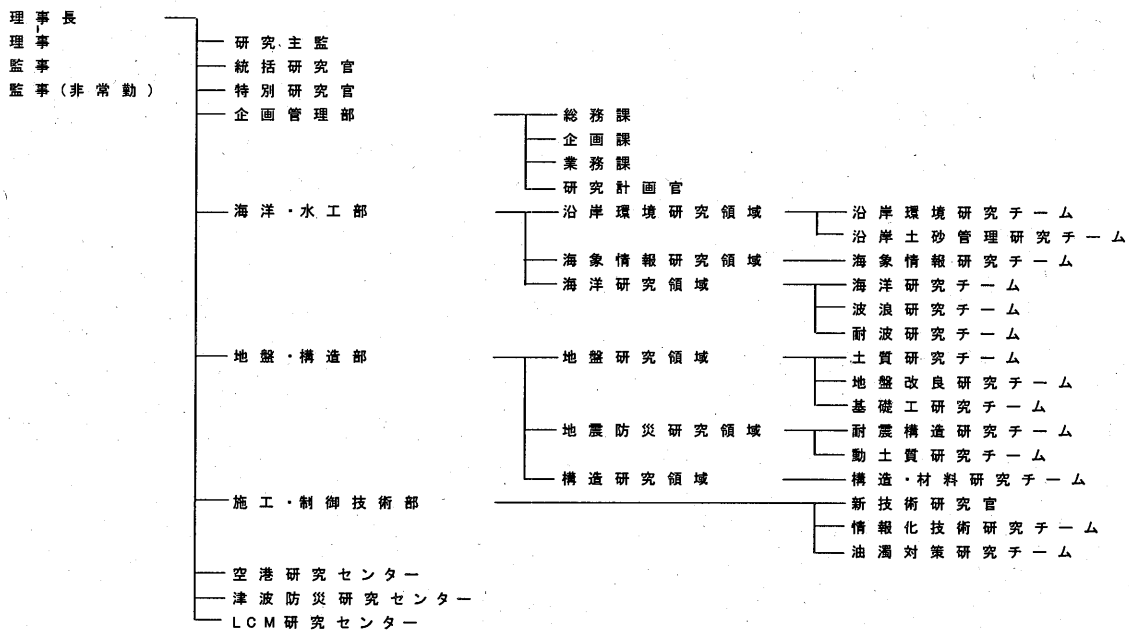 理事長
理事 研究主監
監事 統括研究官
監事(非常勤) 特別研究官
企画管理部 総務課
企画課
業務課
研究計画官
海洋・水工部 沿岸環境研究領域 沿岸環境研究チーム
沿岸土砂管理研究チーム
海象情報研究領域 海象情報研究チーム
海洋研究領域 海洋研究チーム
波浪研究チーム
耐波研究チーム
地盤・構造部 地盤研究領域 土質研究チーム
地盤改良研究チーム
基礎工研究チーム
地震防災研究領域 耐震構造研究チーム
動土質研究チーム
構造研究領域 構造・材料研究チーム
施工・制御技術部 新技術研究官
情報化技術研究チーム
油濁対策研究チーム
空港研究センター
津波防災研究センター
LCM研究センター